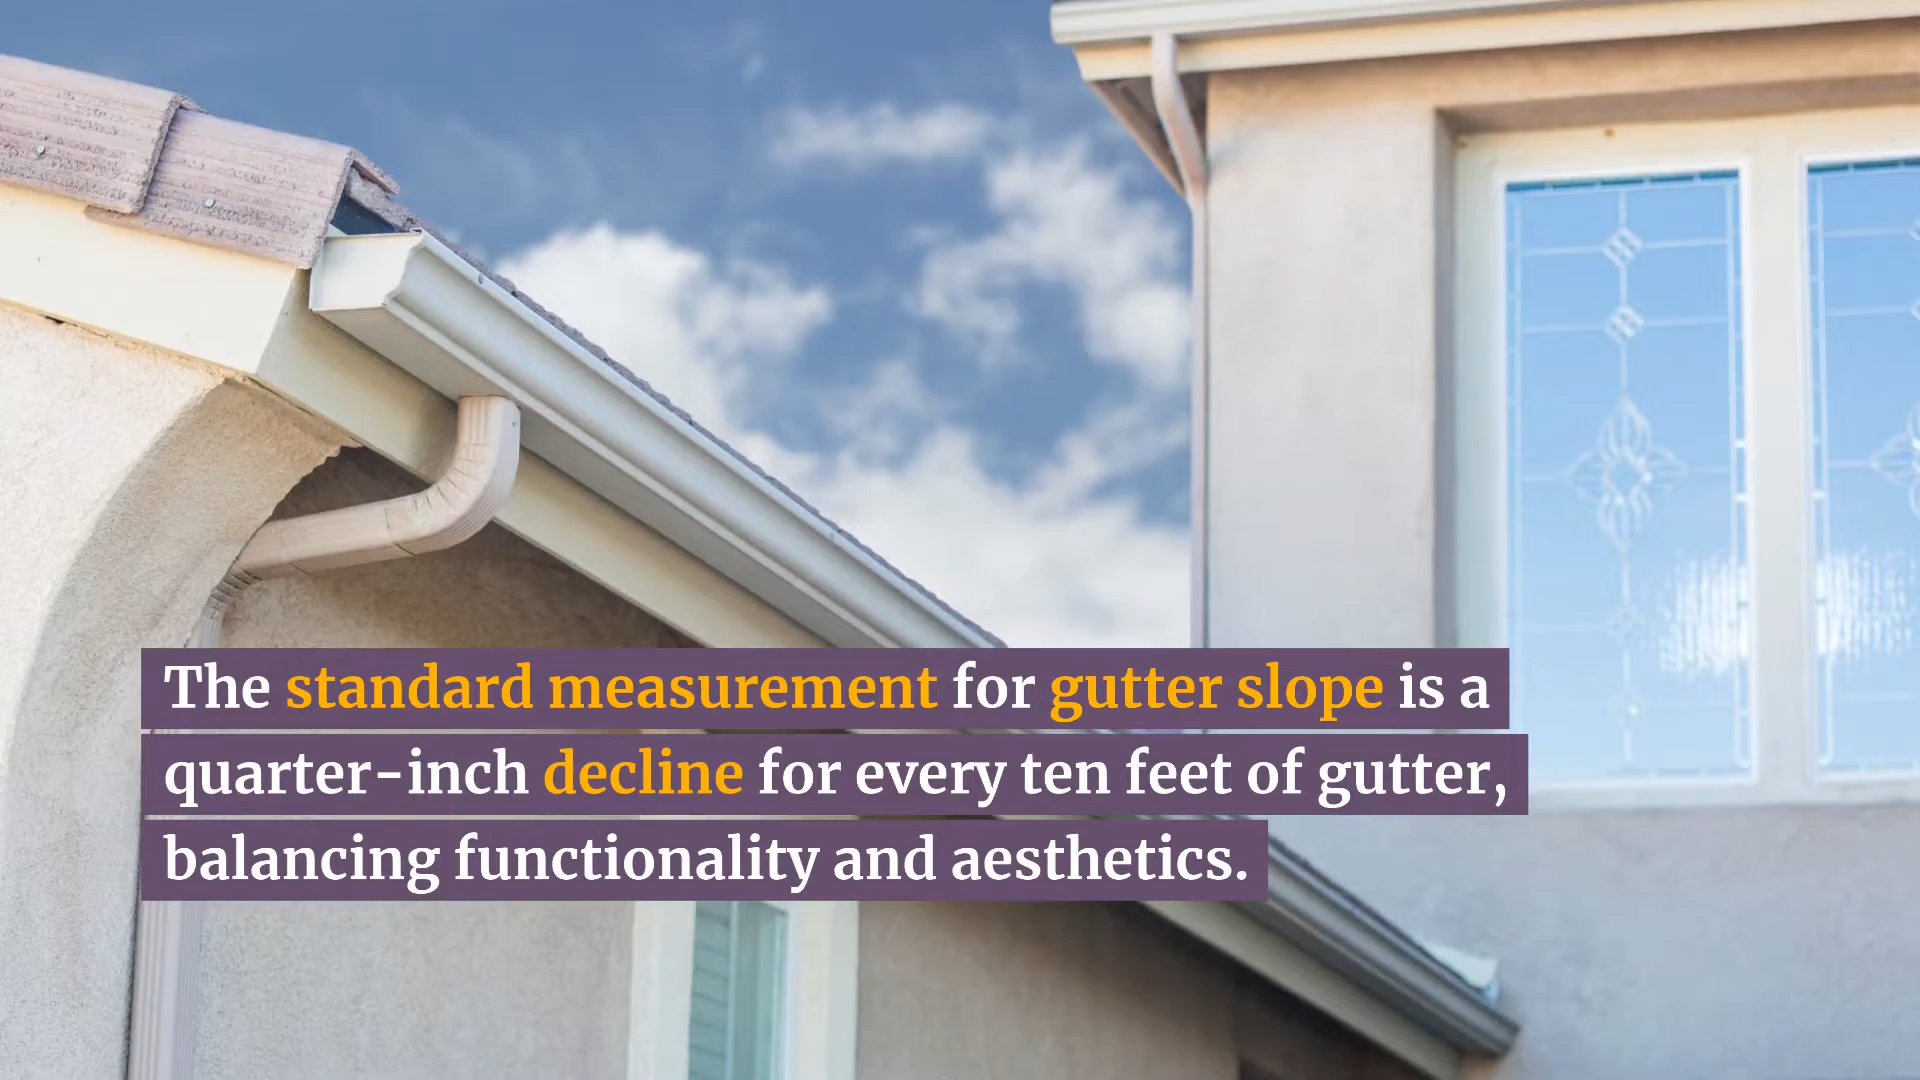 The standard measurement for gutter slope is a
quarter-inch decline for every ten feet of gutter,
balancing functionality and aesthetics.